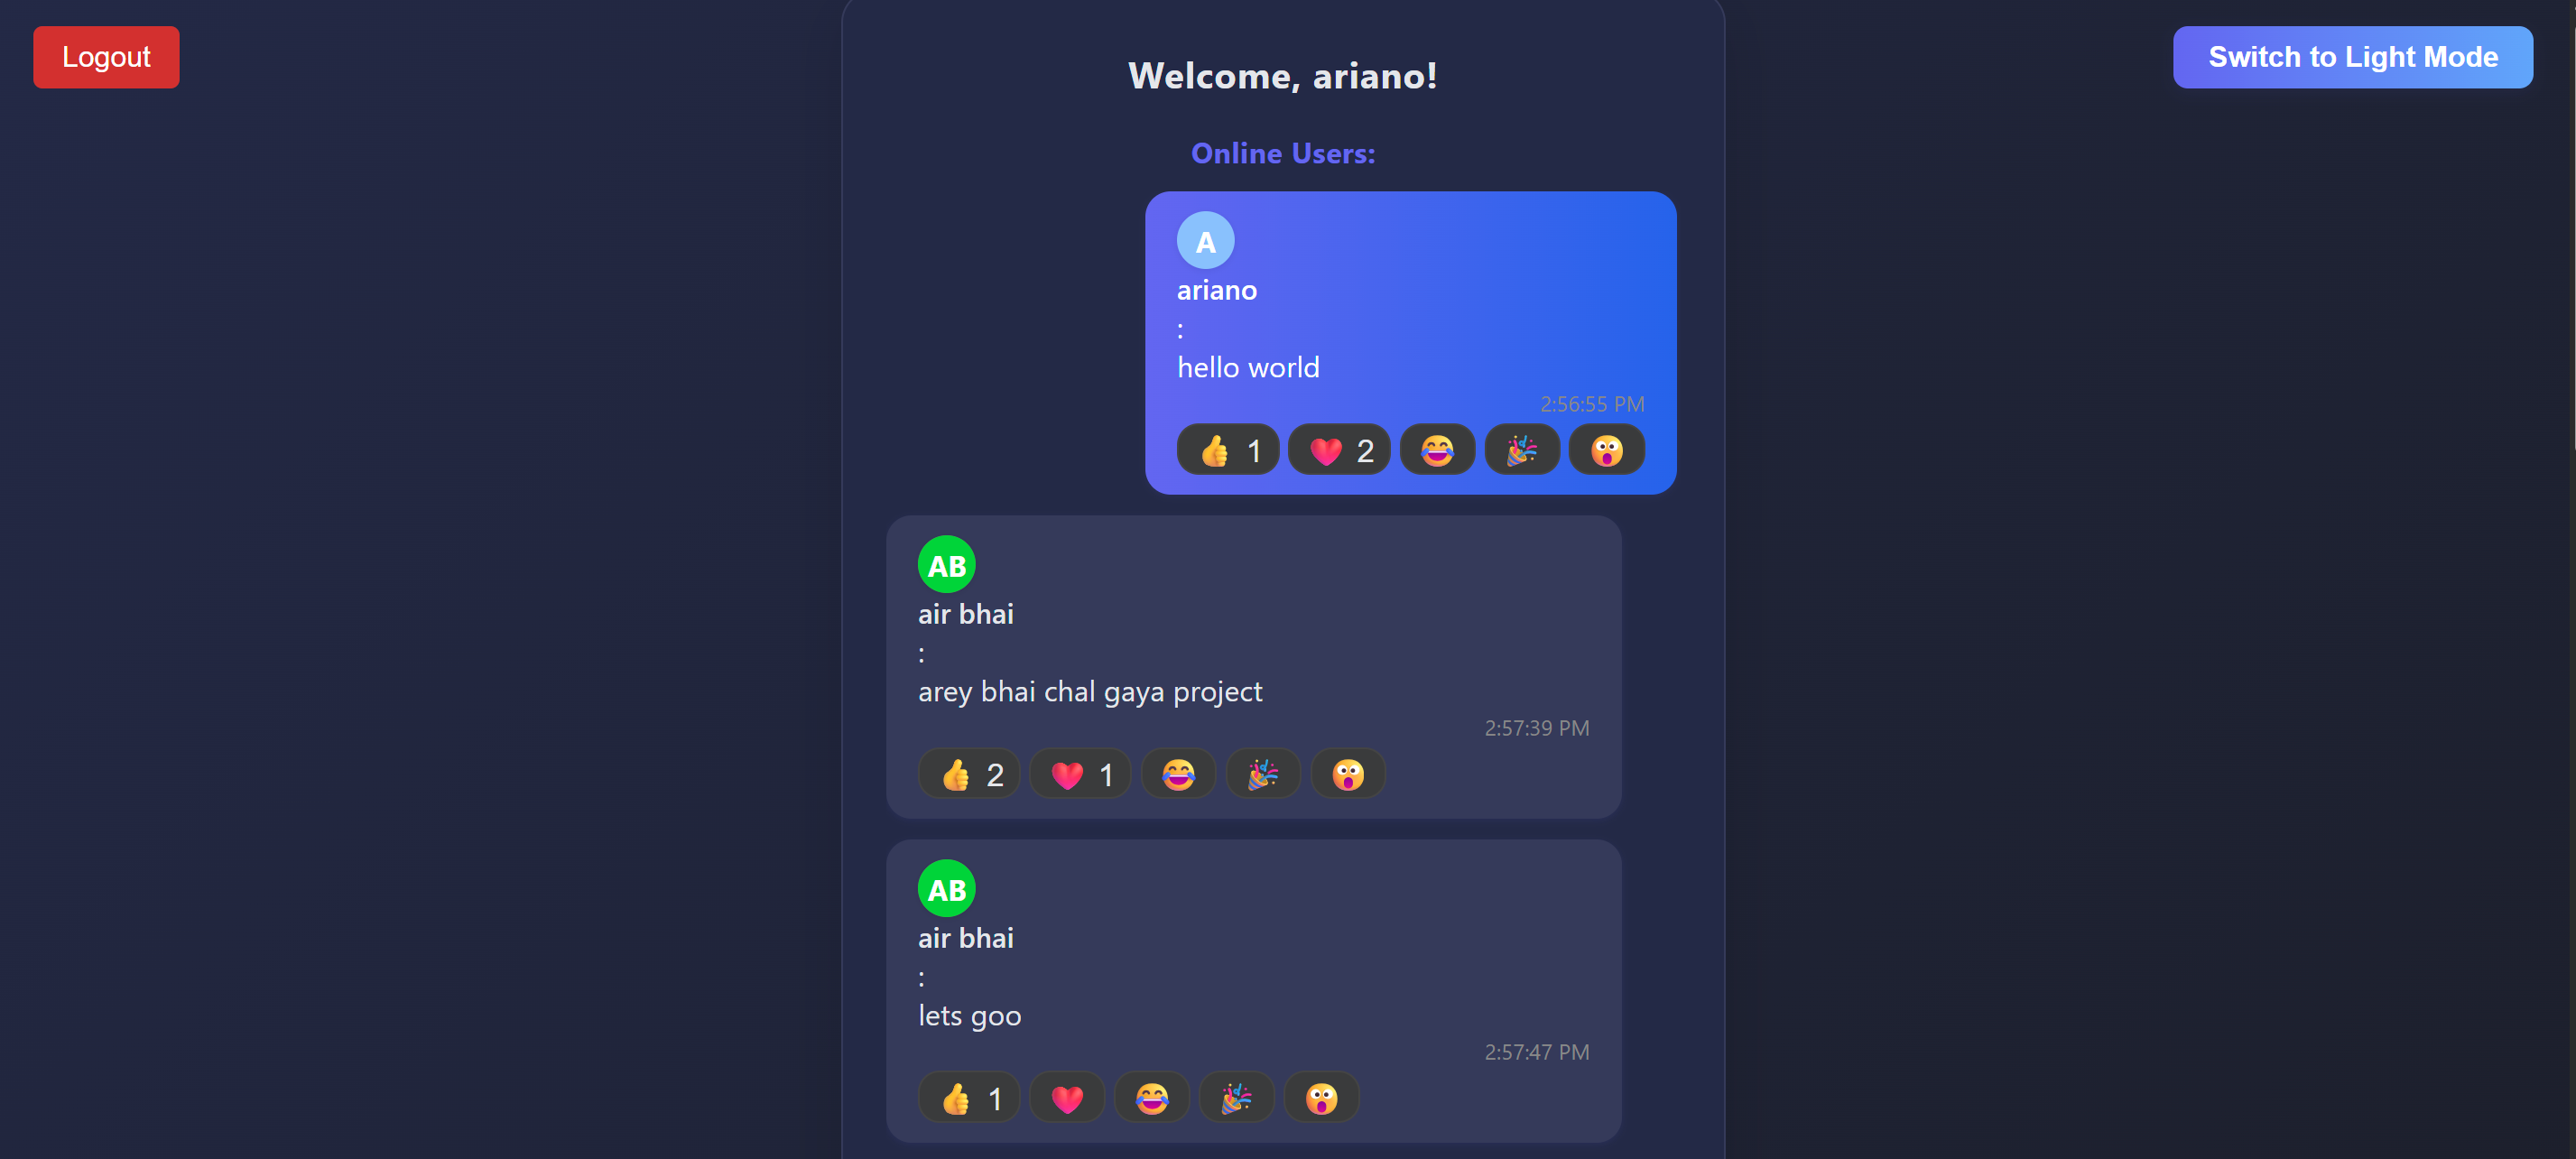 Logout
Switch to Light Mode
Welcome, ariano!
Online Users:
A
ariano
:
hello world
2:56:55 PM
👍 1 ❤️ 2 😂 🎉 😲
AB
air bhai
:
arey bhai chal gaya project
2:57:39 PM
👍 2 ❤️ 1 😂 🎉 😲
AB
air bhai
:
lets goo
2:57:47 PM
👍 1 ❤️ 😂 🎉 😲